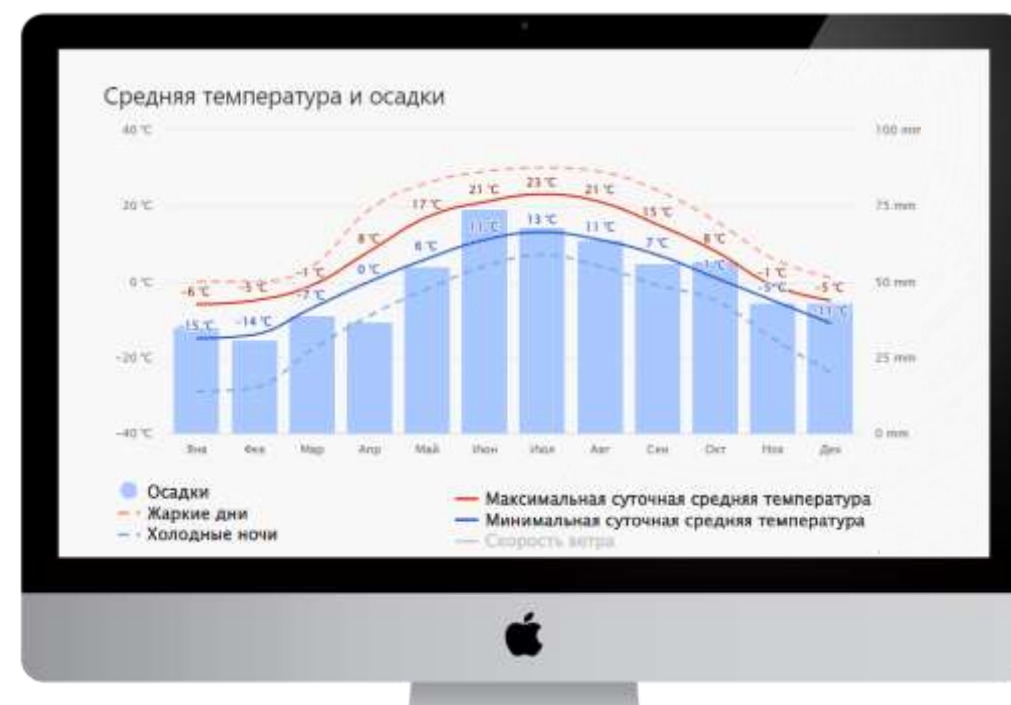 Средняя температура и осадки
40 °C
100 mm
21 °C 23 °C 21 °C
17 °C
20 °C
75 mm
15 °C
11 °C 13 °C 11 °C
8 °C 8 °C
6 °C 7 °C
0 °C
-1 °C -1 °C -1 °C
0 °C
50 mm
-6 °C -5 °C -7 °C -5 °C -5 °C
-15 °C -14 °C -11 °C
-20 °C
25 mm
-40 °C
0 mm
Янв Фев Мар Апр Май Июн Июл Авг Сен Окт Ноя Дек
Осадки
Жаркие дни
Холодные ночи
Максимальная суточная средняя температура
Минимальная суточная средняя температура
Скорость ветра